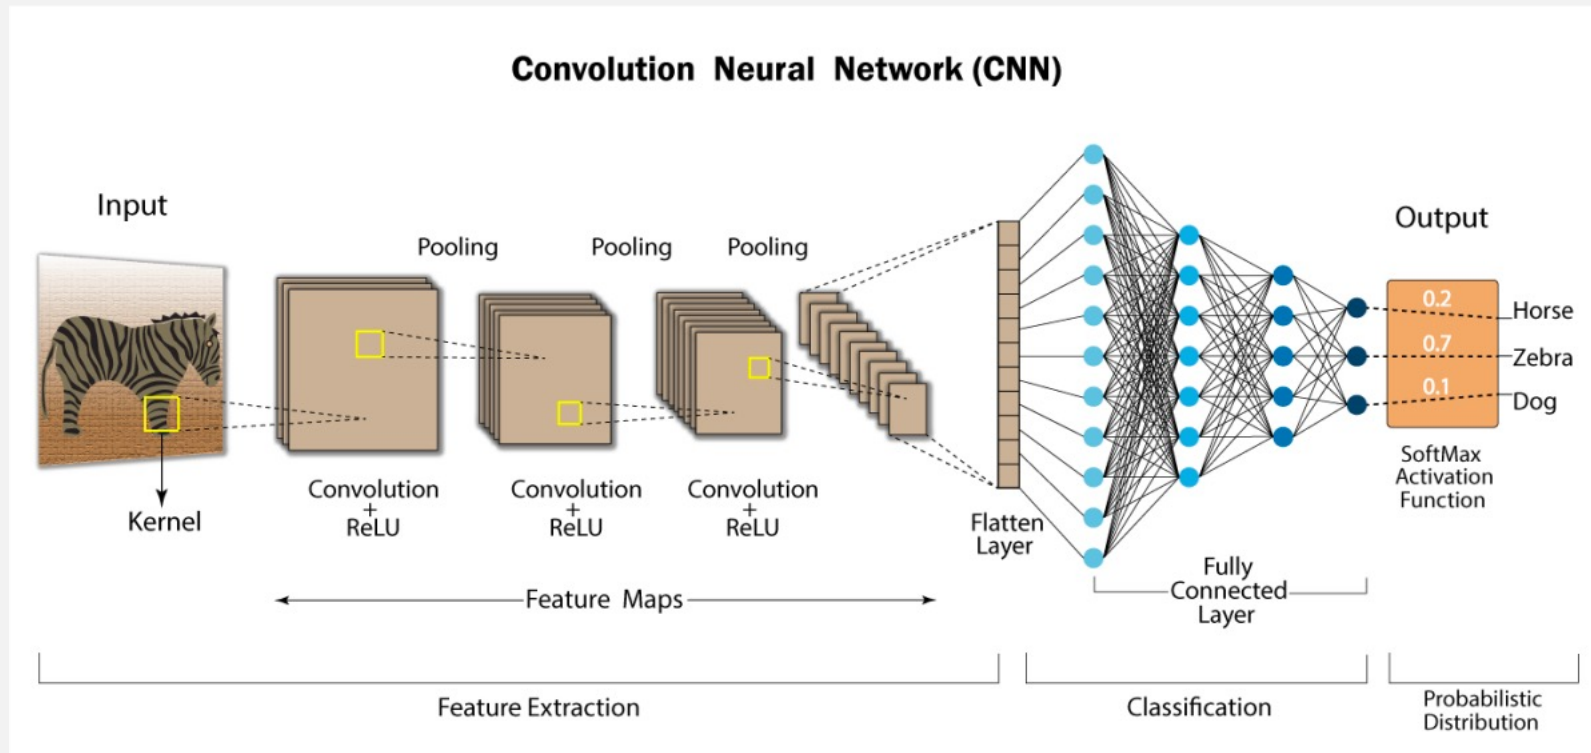 Convolution Neural Network (CNN)
Input
Output
Pooling
Pooling
Pooling
0.2
Horse
0.7
Zebra
0.1
Dog
SoftMax
Activation
Function
Kernel
Convolution
+
ReLU
Convolution
+
ReLU
Convolution
+
ReLU
Flatten
Layer
Fully
Connected
Layer
Feature Maps
Feature Extraction
Classification
Probabilistic
Distribution